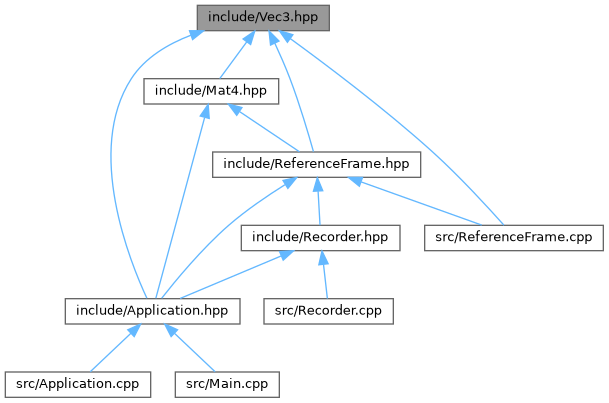 include/Vec3.hpp
include/Mat4.hpp
include/ReferenceFrame.hpp
include/Recorder.hpp
src/ReferenceFrame.cpp
include/Application.hpp
src/Recorder.cpp
src/Application.cpp
src/Main.cpp